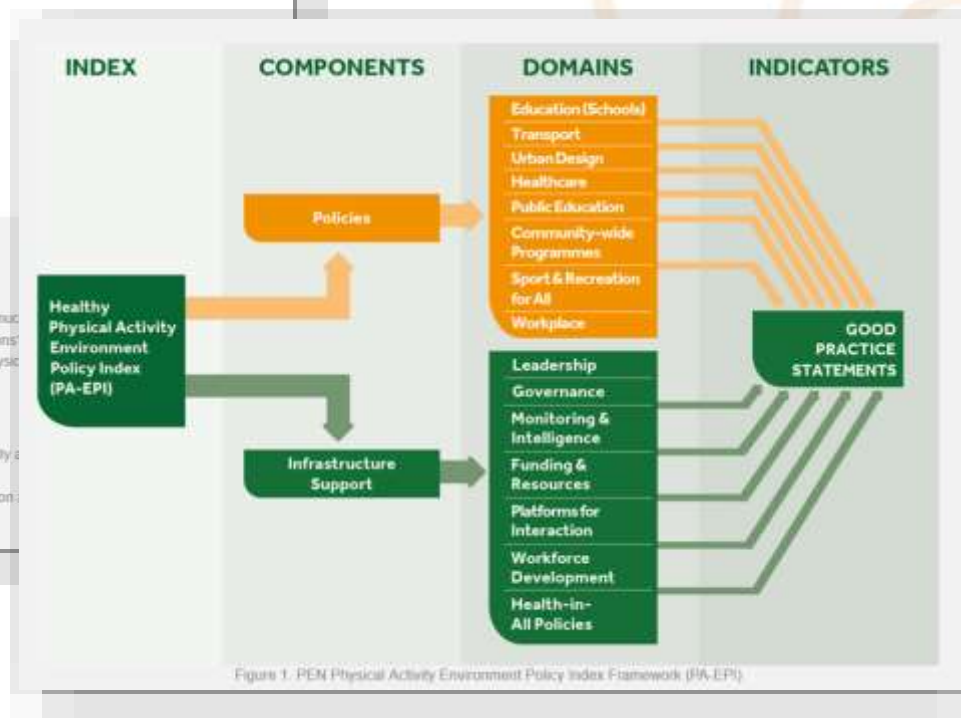 INDEX
COMPONENTS
DOMAINS
INDICATORS
Healthy
Physical Activity
Environment
Policy Index
(PA-EPI)
Policies
Infrastructure
Support
Education (Schools)
Transport
Urban Design
Healthcare
Public Education
Community-wide
Programmes
Sport & Recreation
for All
Workplace
Leadership
Governance
Monitoring &
Intelligence
Funding &
Resources
Platforms for
Interaction
Workforce
Development
Health-in-
All Policies
GOOD
PRACTICE
STATEMENTS
Figure 1. PEN Physical Activity Environment Policy Index Framework (PA-EPI)